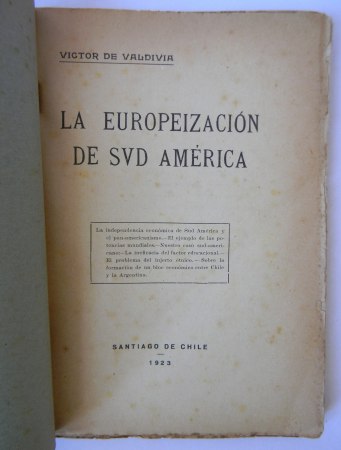 VICTOR DE VALDIVIA
LA EUROPEIZACIÓN
DE SVD AMÉRICA
La independencia económica de Sud América y
el pan-americanismo.—El ejemplo de las po-
tencias mundiales.—Nuestro caso sud-ameri-
cano:—La ineficacia del factor educacional.—
El problema del injerto étnico.—Sobre la
formación de un bloc económico entre Chile
y la Argentina.
SANTIAGO DE CHILE
—
1923